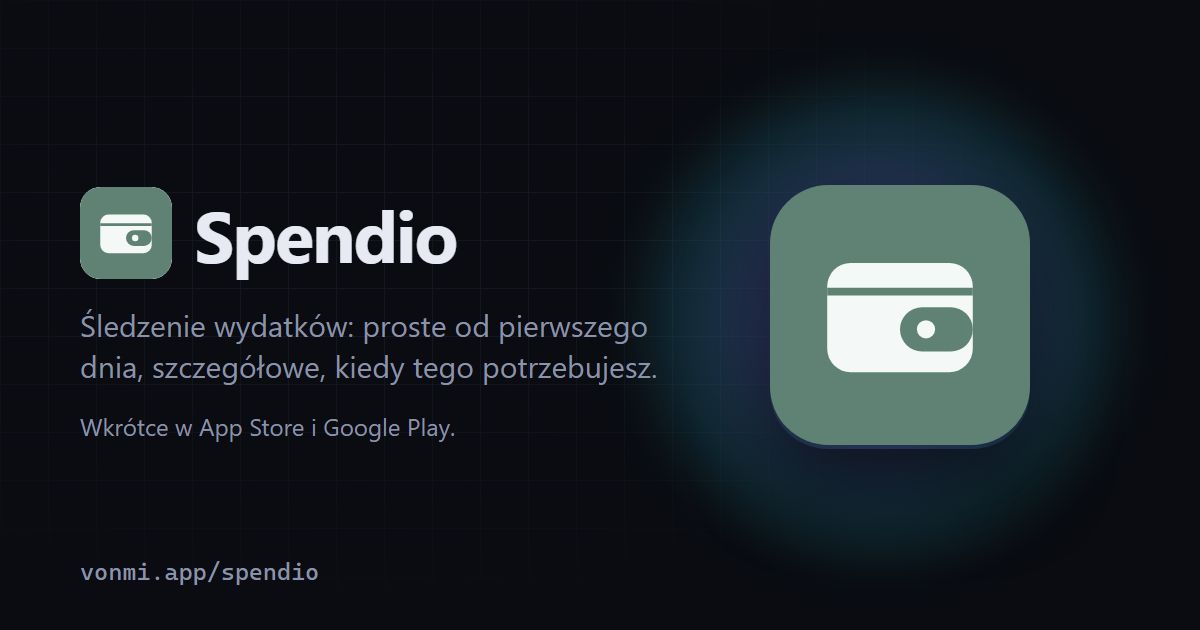 Spendio
Śledzenie wydatków: proste od pierwszego
dnia, szczegółowe, kiedy tego potrzebujesz.
Wkrótce w App Store i Google Play.
vonmi.app/spendio